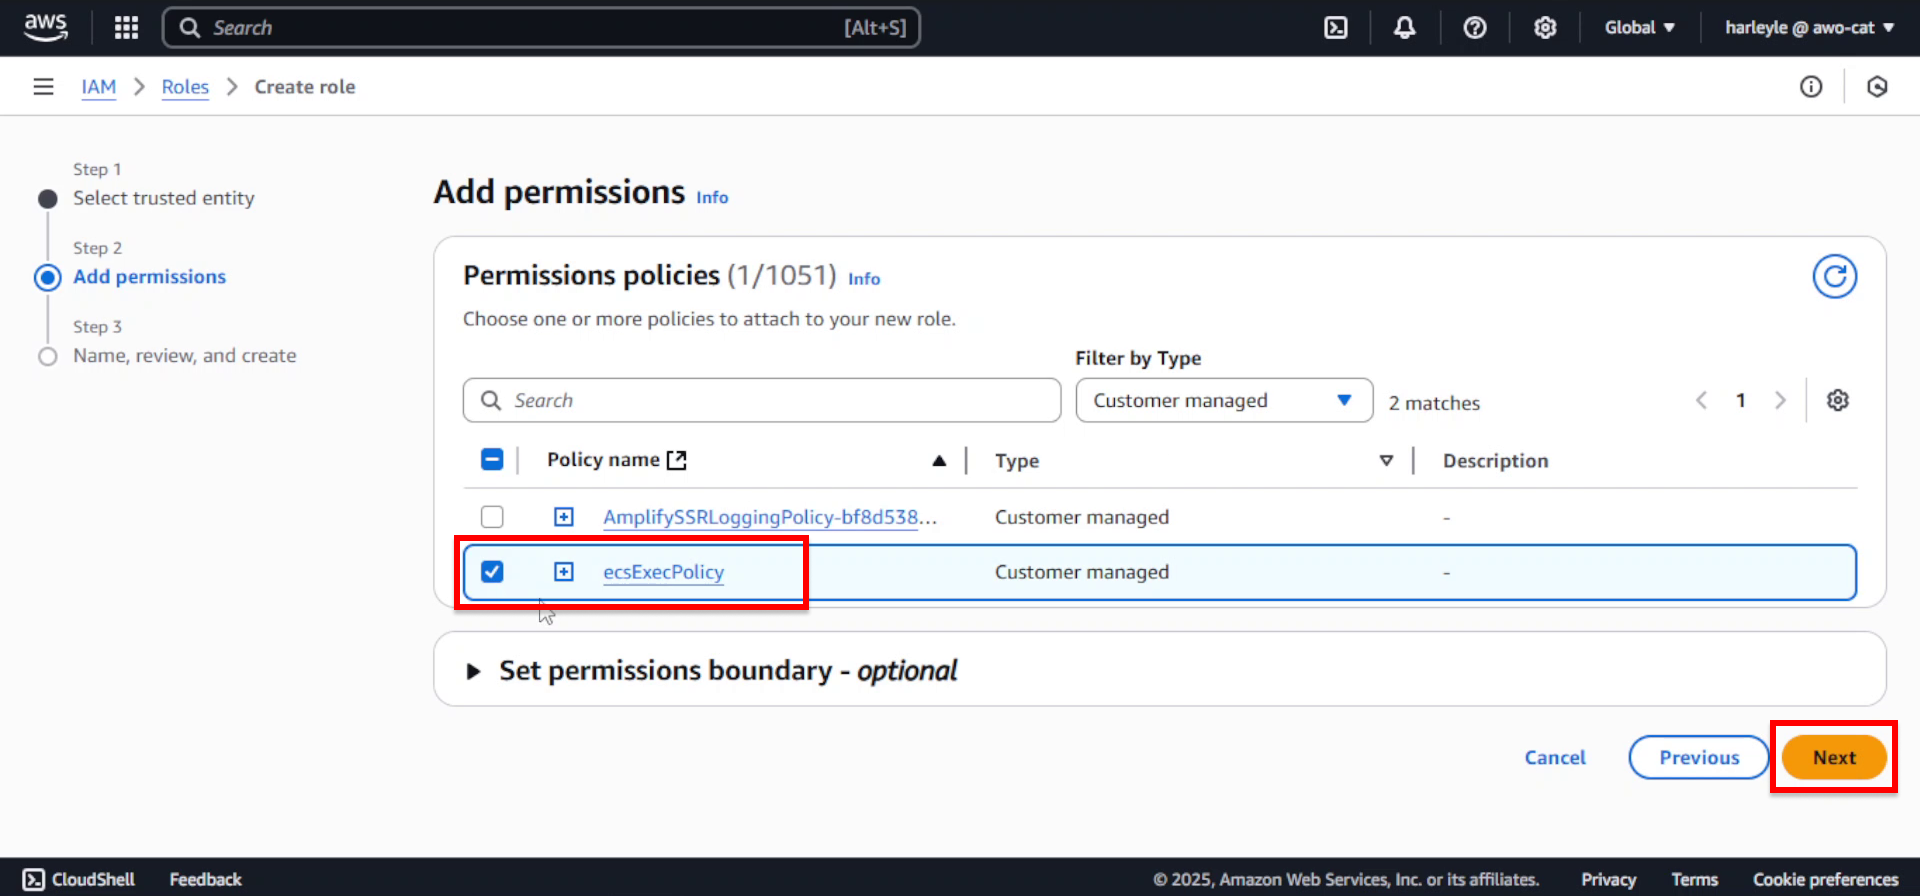 aws Search [Alt+S] Global harleyle @ awo-cat
IAM Roles Create role
Step 1
Select trusted entity
Step 2
Add permissions
Step 3
Name, review, and create
Add permissions Info
Permissions policies (1/1051) Info
Choose one or more policies to attach to your new role.
Filter by Type
Search Customer managed 2 matches 1
Policy name Type Description
AmplifySSRLoggingPolicy-bf8d538... Customer managed -
ecsExecPolicy Customer managed -
Set permissions boundary - optional
Cancel Previous Next
CloudShell Feedback © 2025, Amazon Web Services, Inc. or its affiliates. Privacy Terms Cookie preferences